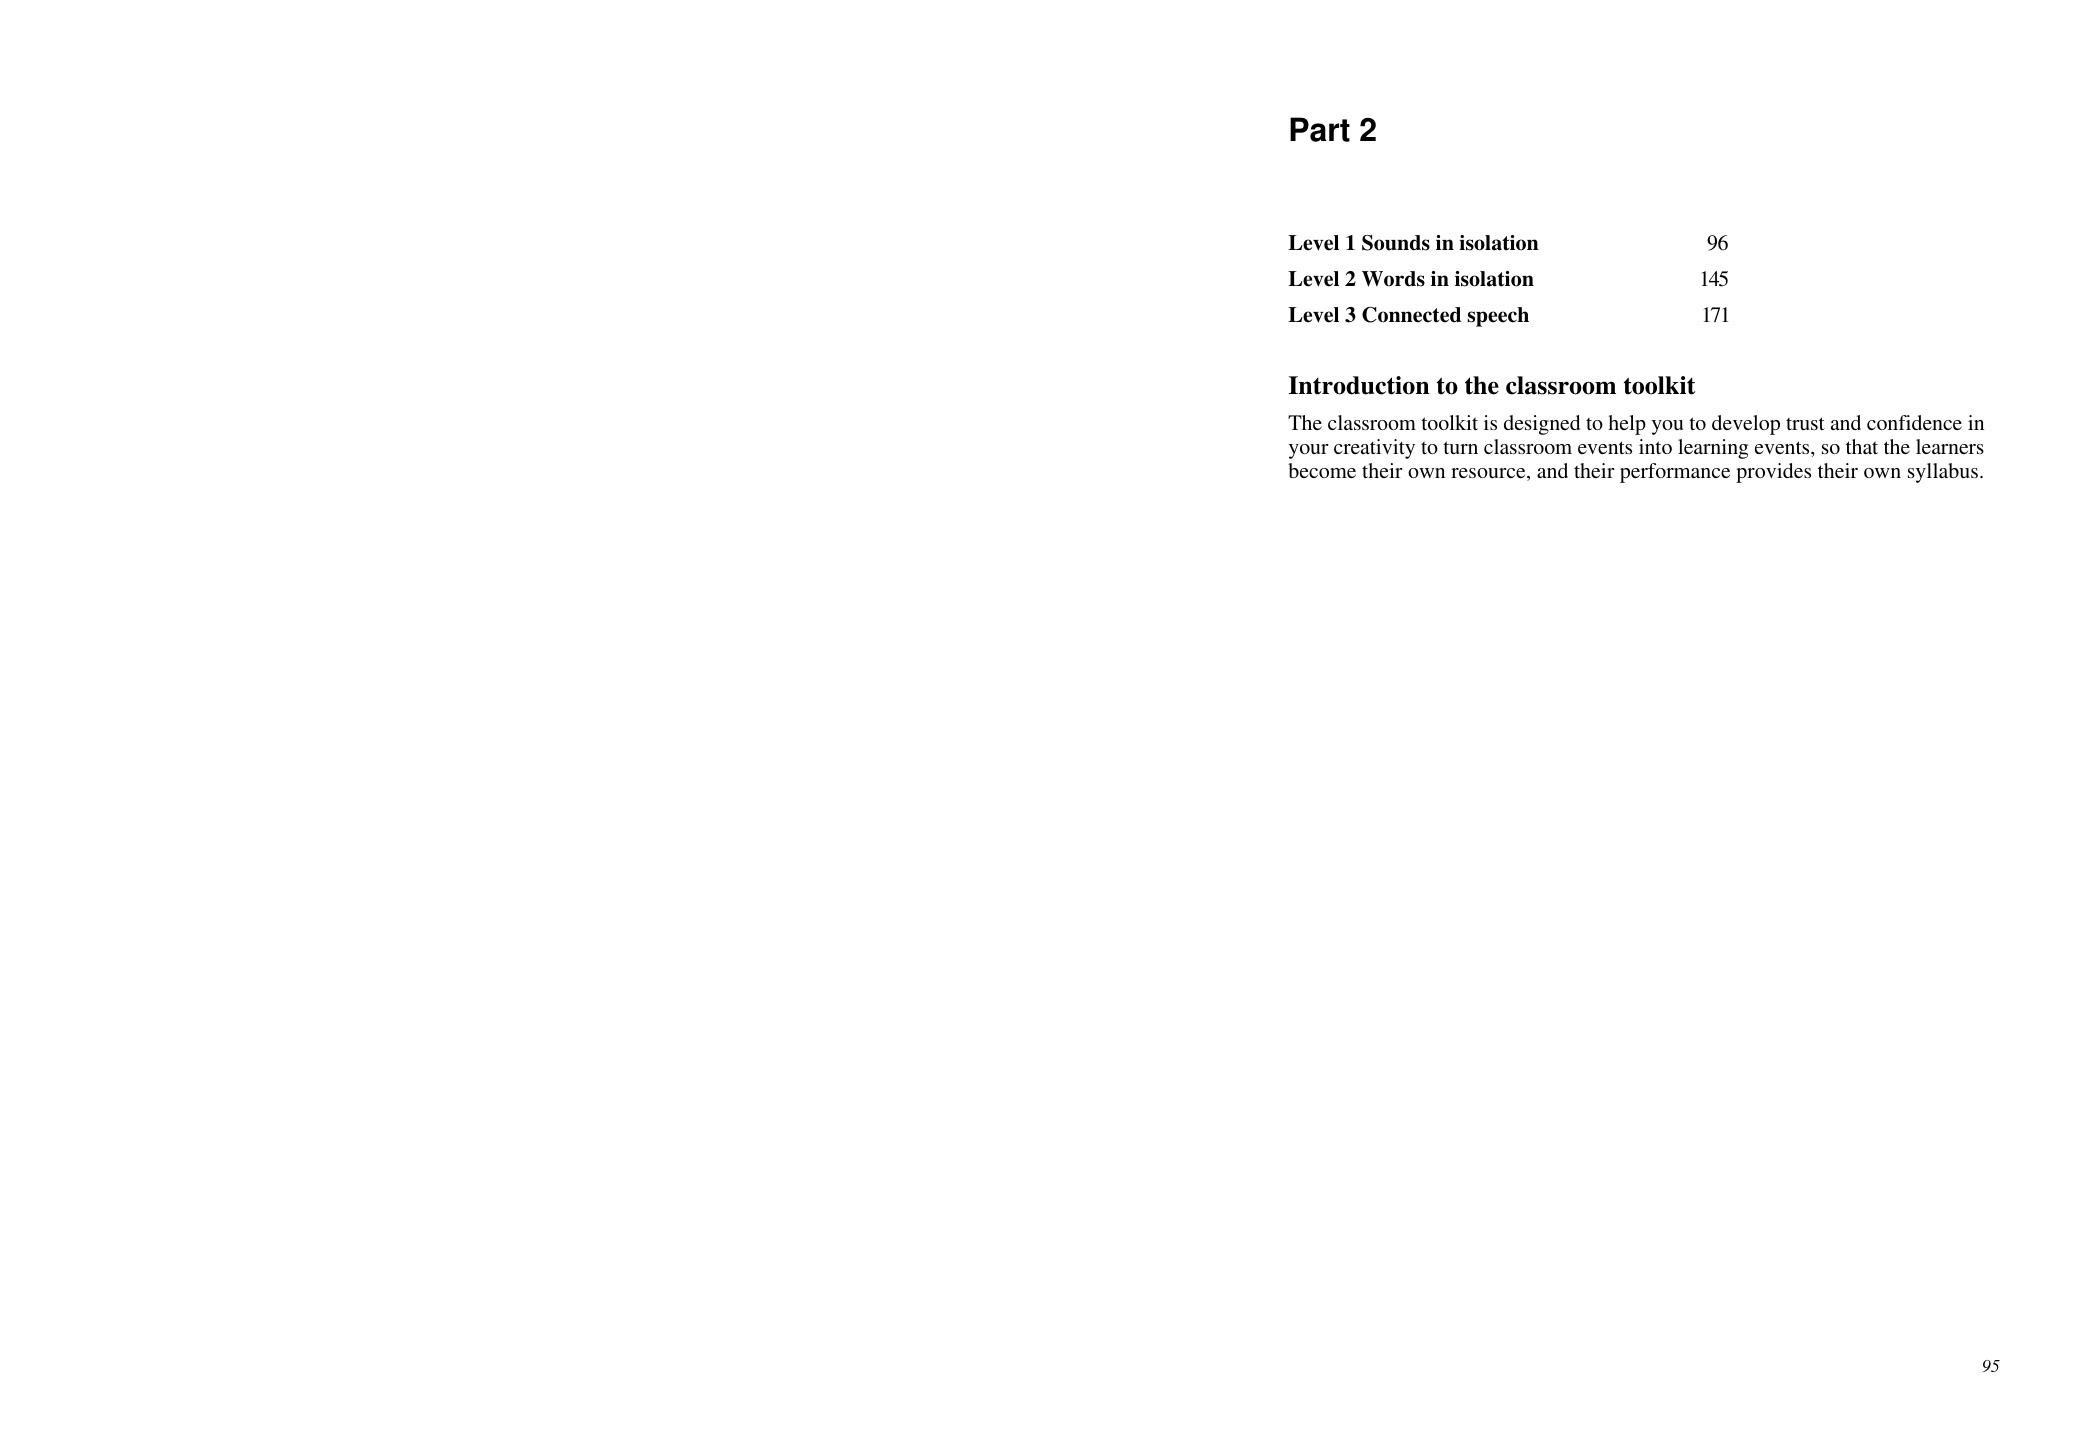 Part 2
Level 1 Sounds in isolation 96
Level 2 Words in isolation 145
Level 3 Connected speech 171
Introduction to the classroom toolkit
The classroom toolkit is designed to help you to develop trust and confidence in
your creativity to turn classroom events into learning events, so that the learners
become their own resource, and their performance provides their own syllabus.
95